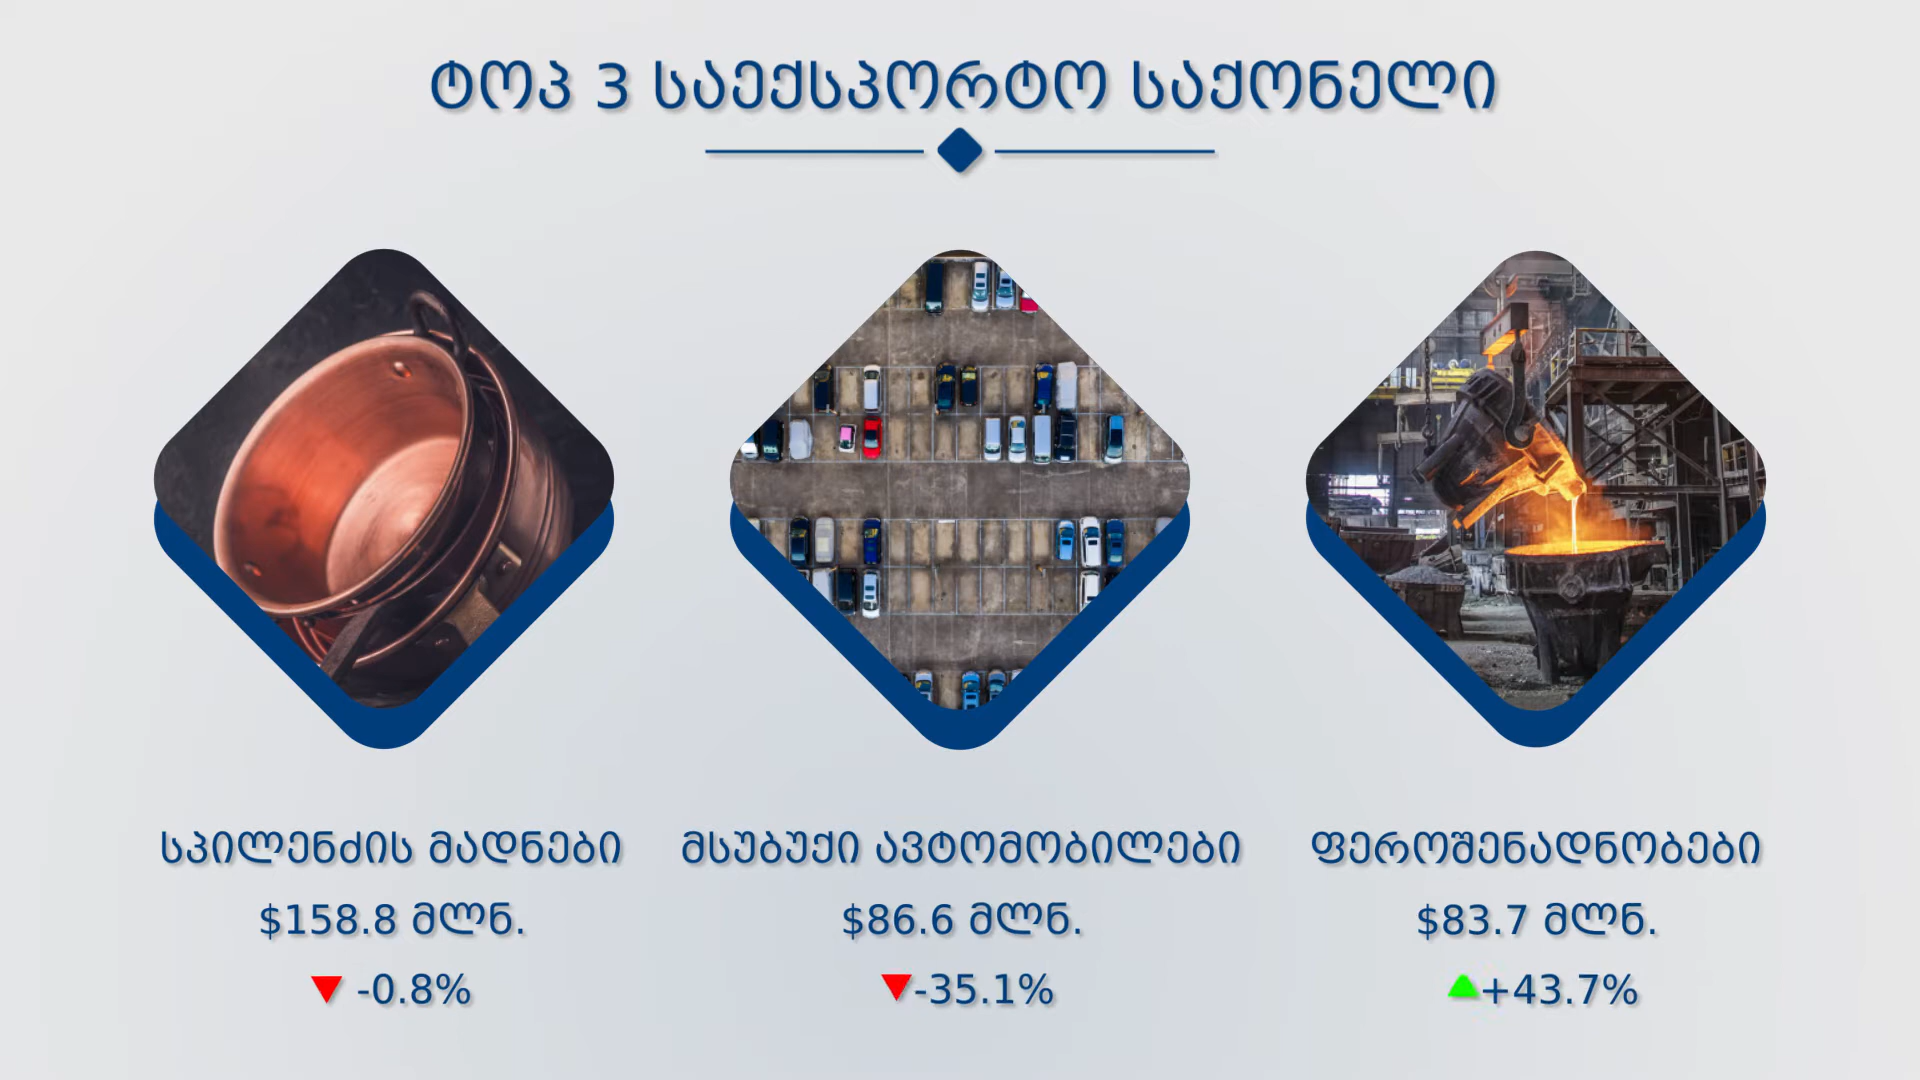 ტოპ 3 საექსპორტო საქონელი
სპილენძის მადნები
$158.8 მლნ.
-0.8%
მსუბუქი ავტომობილები
$86.6 მლნ.
-35.1%
ფეროშენადნობები
$83.7 მლნ.
+43.7%